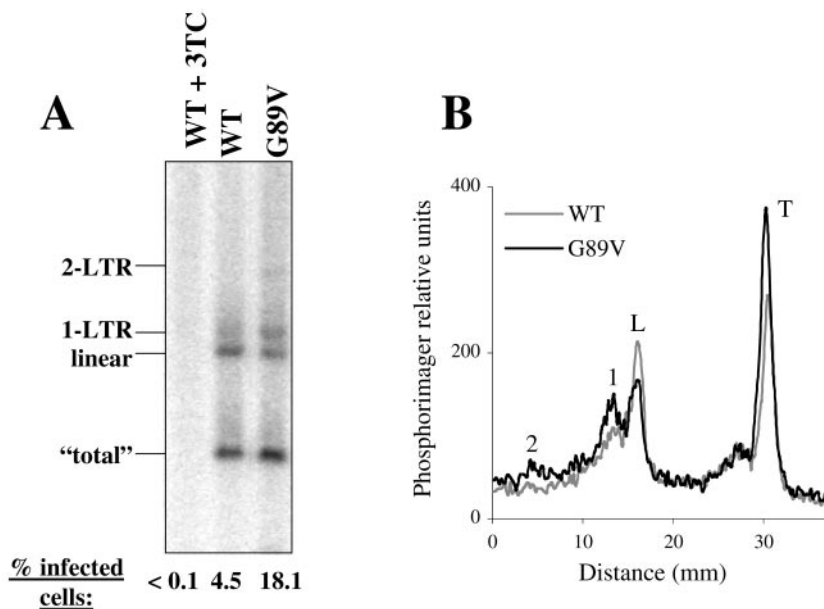 A
WT + 3TC
WT
G89V
2-LTR
1-LTR
linear
“total”
% infected
cells:
< 0.1 4.5 18.1
B
400
200
0
Phosphorimager relative units
WT
G89V
2
1
L
T
0 10 20 30
Distance (mm)